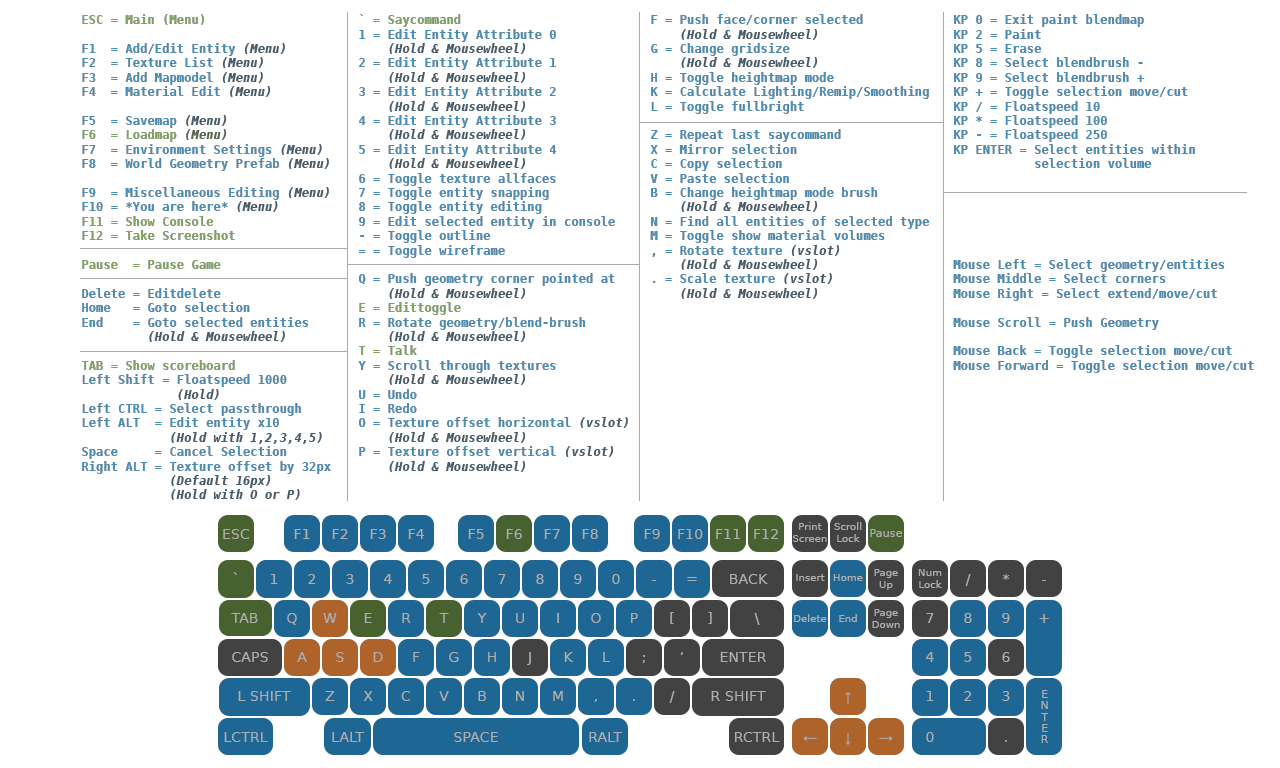 ESC = Main (Menu)
F1  = Add/Edit Entity (Menu)
F2  = Texture List (Menu)
F3  = Add Mapmodel (Menu)
F4  = Material Edit (Menu)
F5  = Savemap (Menu)
F6  = Loadmap (Menu)
F7  = Environment Settings (Menu)
F8  = World Geometry Prefab (Menu)
F9  = Miscellaneous Editing (Menu)
F10 = *You are here* (Menu)
F11 = Show Console
F12 = Take Screenshot
Pause  = Pause Game
Delete = Editdelete
Home   = Goto selection
End    = Goto selected entities
(Hold & Mousewheel)
TAB = Show scoreboard
Left Shift = Floatspeed 1000
(Hold)
Left CTRL = Select passthrough
Left ALT  = Edit entity x10
(Hold with 1,2,3,4,5)
Space     = Cancel Selection
Right ALT = Texture offset by 32px
(Default 16px)
(Hold with O or P)
` = Saycommand
1 = Edit Entity Attribute 0
(Hold & Mousewheel)
2 = Edit Entity Attribute 1
(Hold & Mousewheel)
3 = Edit Entity Attribute 2
(Hold & Mousewheel)
4 = Edit Entity Attribute 3
(Hold & Mousewheel)
5 = Edit Entity Attribute 4
(Hold & Mousewheel)
6 = Toggle texture allfaces
7 = Toggle entity snapping
8 = Toggle entity editing
9 = Edit selected entity in console
- = Toggle outline
= = Toggle wireframe
Q = Push geometry corner pointed at
(Hold & Mousewheel)
E = Edittoggle
R = Rotate geometry/blend-brush
(Hold & Mousewheel)
T = Talk
Y = Scroll through textures
(Hold & Mousewheel)
U = Undo
I = Redo
O = Texture offset horizontal (vslot)
(Hold & Mousewheel)
P = Texture offset vertical (vslot)
(Hold & Mousewheel)
F = Push face/corner selected
(Hold & Mousewheel)
G = Change gridsize
(Hold & Mousewheel)
H = Toggle heightmap mode
K = Calculate Lighting/Remip/Smoothing
L = Toggle fullbright
Z = Repeat last saycommand
X = Mirror selection
C = Copy selection
V = Paste selection
B = Change heightmap mode brush
(Hold & Mousewheel)
N = Find all entities of selected type
M = Toggle show material volumes
, = Rotate texture (vslot)
(Hold & Mousewheel)
. = Scale texture (vslot)
(Hold & Mousewheel)
KP 0 = Exit paint blendmap
KP 2 = Paint
KP 5 = Erase
KP 8 = Select blendbrush -
KP 9 = Select blendbrush +
KP + = Toggle selection move/cut
KP / = Floatspeed 10
KP * = Floatspeed 100
KP - = Floatspeed 250
KP ENTER = Select entities within
selection volume
Mouse Left = Select geometry/entities
Mouse Middle = Select corners
Mouse Right = Select extend/move/cut
Mouse Scroll = Push Geometry
Mouse Back = Toggle selection move/cut
Mouse Forward = Toggle selection move/cut
ESC F1 F2 F3 F4 F5 F6 F7 F8 F9 F10 F11 F12 Print Screen Scroll Lock Pause
` 1 2 3 4 5 6 7 8 9 0 - = BACK Insert Home Page Up Num Lock / * -
TAB Q W E R T Y U I O P [ ] \ Delete End Page Down 7 8 9 +
CAPS A S D F G H J K L ; ‘ ENTER 4 5 6
L SHIFT Z X C V B N M , . / R SHIFT ↑ 1 2 3 ENTER
LCTRL LALT SPACE RALT RCTRL ← ↓ → 0 .